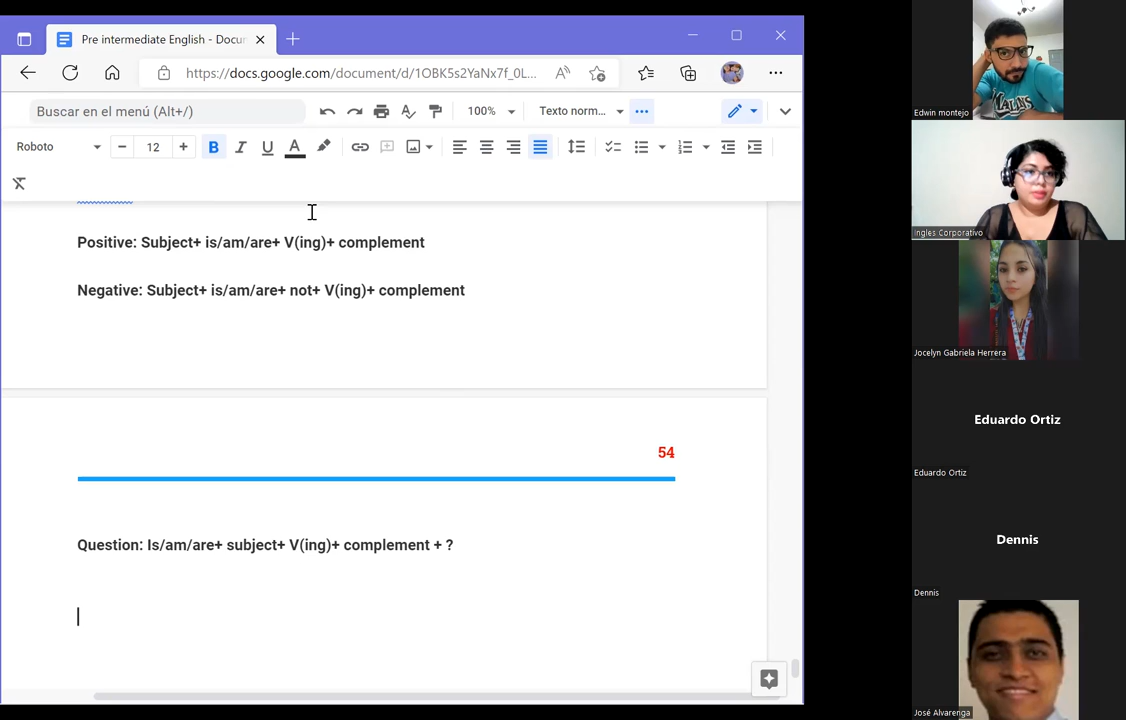 Pre intermediate English - Docur
https://docs.google.com/document/d/1OBK5s2YaNx7f_0L...
Buscar en el menú (Alt+/)
100%
Texto norm...
Roboto
12
Positive: Subject+ is/am/are+ V(ing)+ complement
Negative: Subject+ is/am/are+ not+ V(ing)+ complement
54
Question: Is/am/are+ subject+ V(ing)+ complement + ?
Edwin montejo
Ingles Corporativo
Jocelyn Gabriela Herrera
Eduardo Ortiz
Eduardo Ortiz
Dennis
Dennis
José Alvarenga